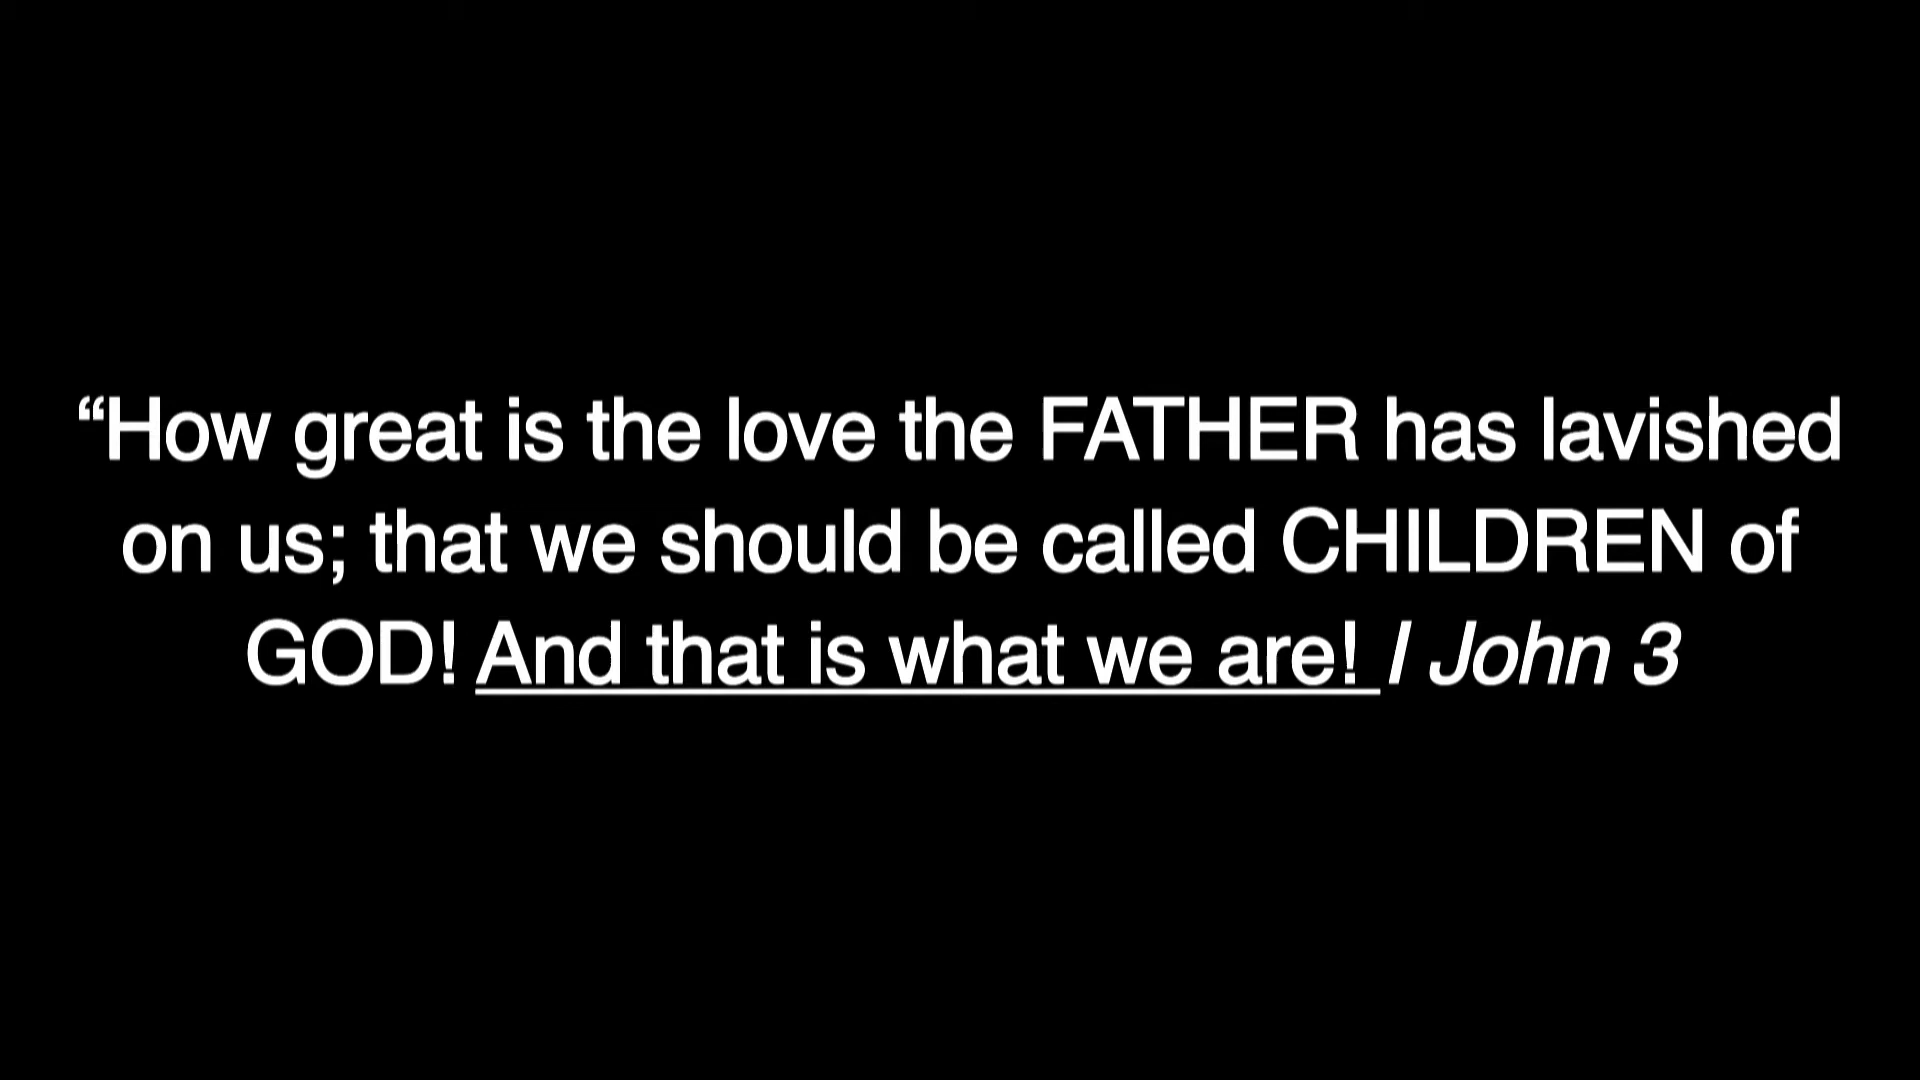 “How great is the love the FATHER has lavished
on us; that we should be called CHILDREN of
GOD! And that is what we are! I John 3